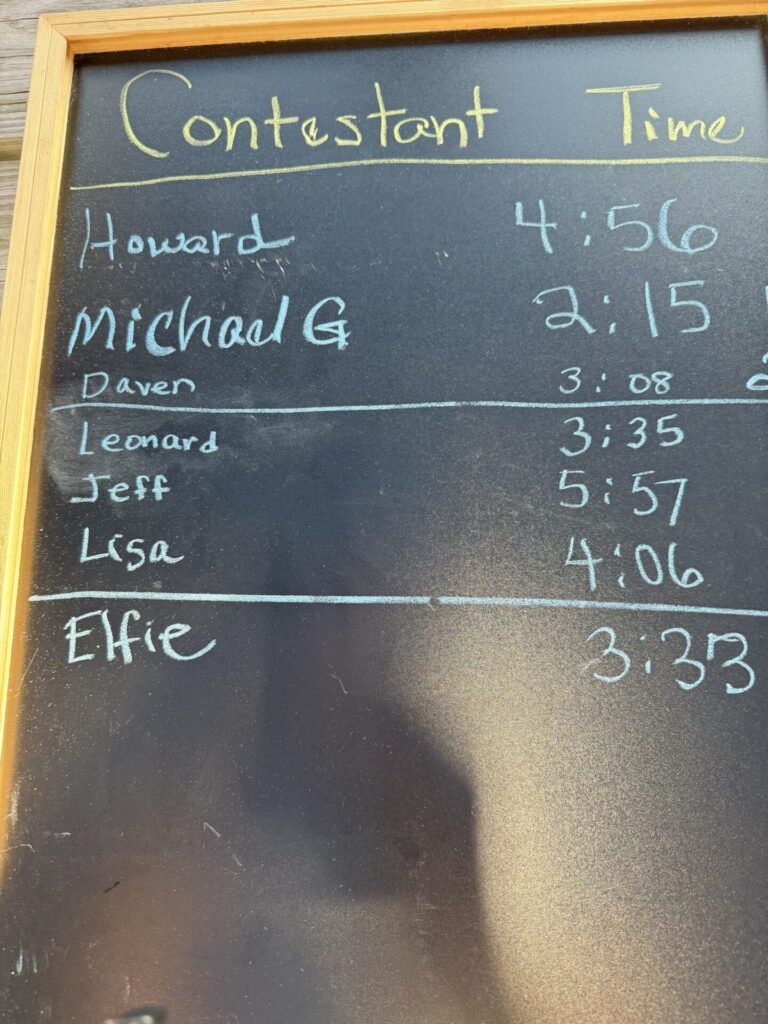 Contestant Time
Howard 4:56
Michael G 2:15
Daven 3:08
Leonard 3:35
Jeff 5:57
Lisa 4:06
Elfie 3:33